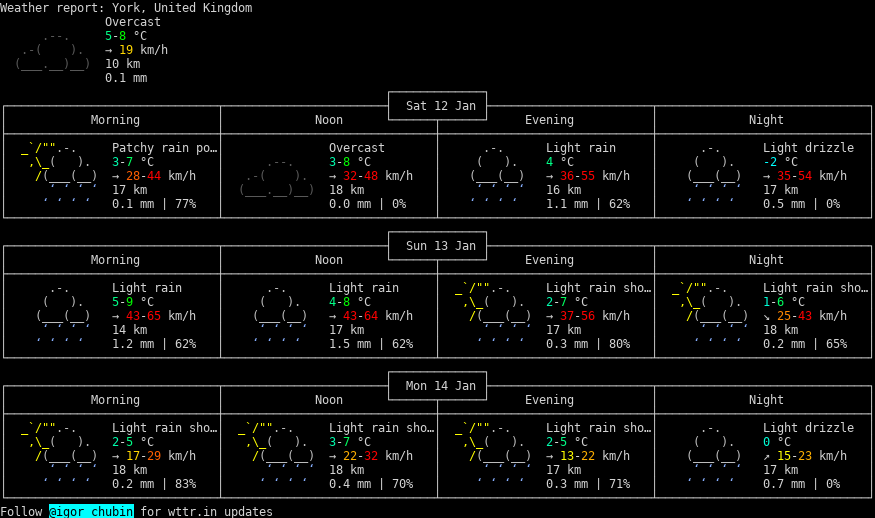 Weather report: York, United Kingdom
Overcast
5-8 °C
→ 19 km/h
10 km
0.1 mm
Sat 12 Jan
Morning Noon Evening Night
Patchy rain po… Overcast Light rain Light drizzle
3-7 °C 3-8 °C 4 °C -2 °C
→ 28-44 km/h → 32-48 km/h → 36-55 km/h → 35-54 km/h
17 km 18 km 16 km 17 km
0.1 mm | 77% 0.0 mm | 0% 1.1 mm | 62% 0.5 mm | 0%
Sun 13 Jan
Morning Noon Evening Night
Light rain Light rain Light rain sho… Light rain sho…
5-9 °C 4-8 °C 2-7 °C 1-6 °C
→ 43-65 km/h → 43-64 km/h → 37-56 km/h ↘ 25-43 km/h
14 km 17 km 17 km 18 km
1.2 mm | 62% 1.5 mm | 62% 0.3 mm | 80% 0.2 mm | 65%
Mon 14 Jan
Morning Noon Evening Night
Light rain sho… Light rain sho… Light rain sho… Light drizzle
2-5 °C 3-7 °C 2-5 °C 0 °C
→ 17-29 km/h → 22-32 km/h → 13-22 km/h ↗ 15-23 km/h
18 km 18 km 17 km 17 km
0.2 mm | 83% 0.4 mm | 70% 0.3 mm | 71% 0.7 mm | 0%
Follow @igor_chubin for wttr.in updates